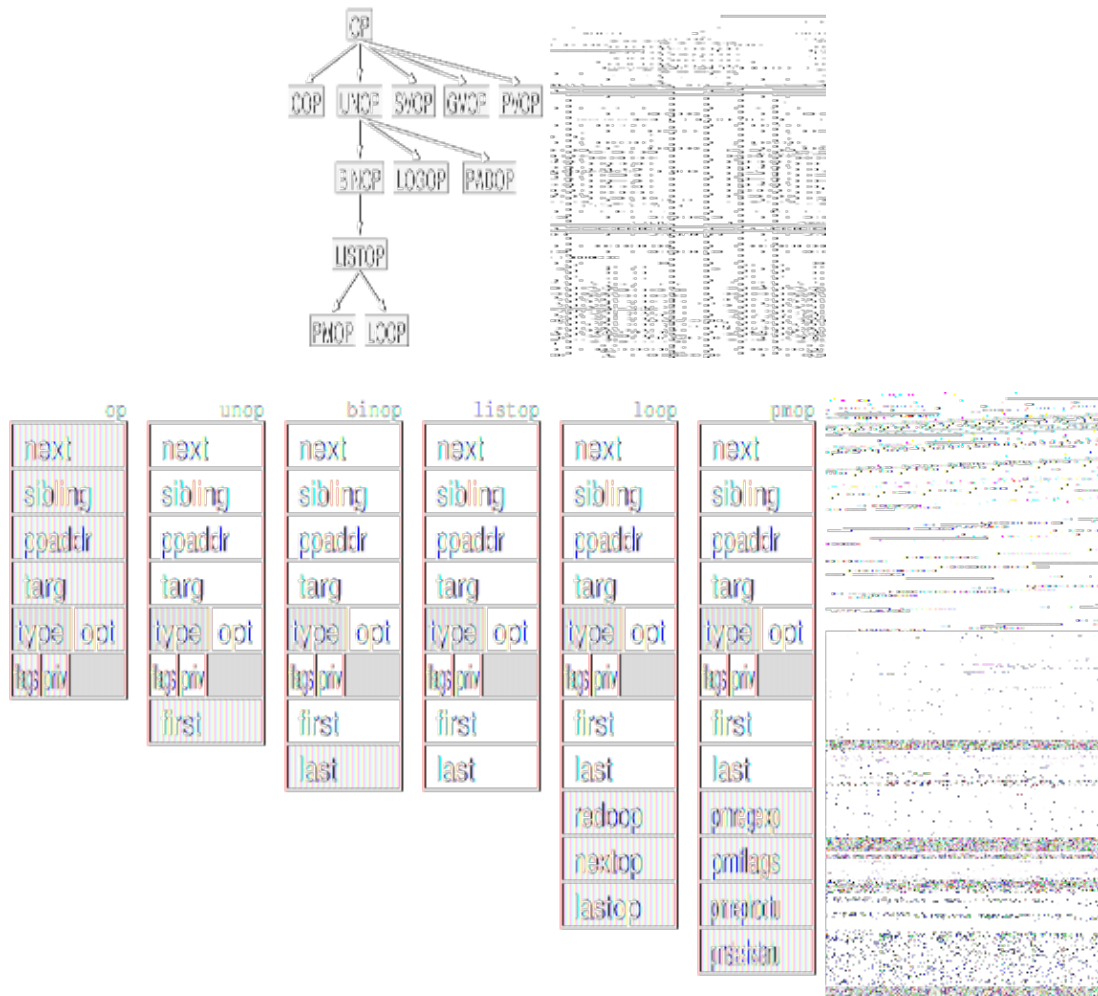 OP
COP UNOP SVOP GVOP PVOP
BINOP LOGOP PADOP
LISTOP
PMOP LOOP
op unop binop listop loop pmop
next next next next next next
sibling sibling sibling sibling sibling sibling
ppaddr ppaddr ppaddr ppaddr ppaddr ppaddr
targ targ targ targ targ targ
type opt type opt type opt type opt type opt type opt
flags priv flags priv flags priv flags priv flags priv flags priv
first first first first first
last last last last
redoop pmregexp
nextop pmflags
lastop